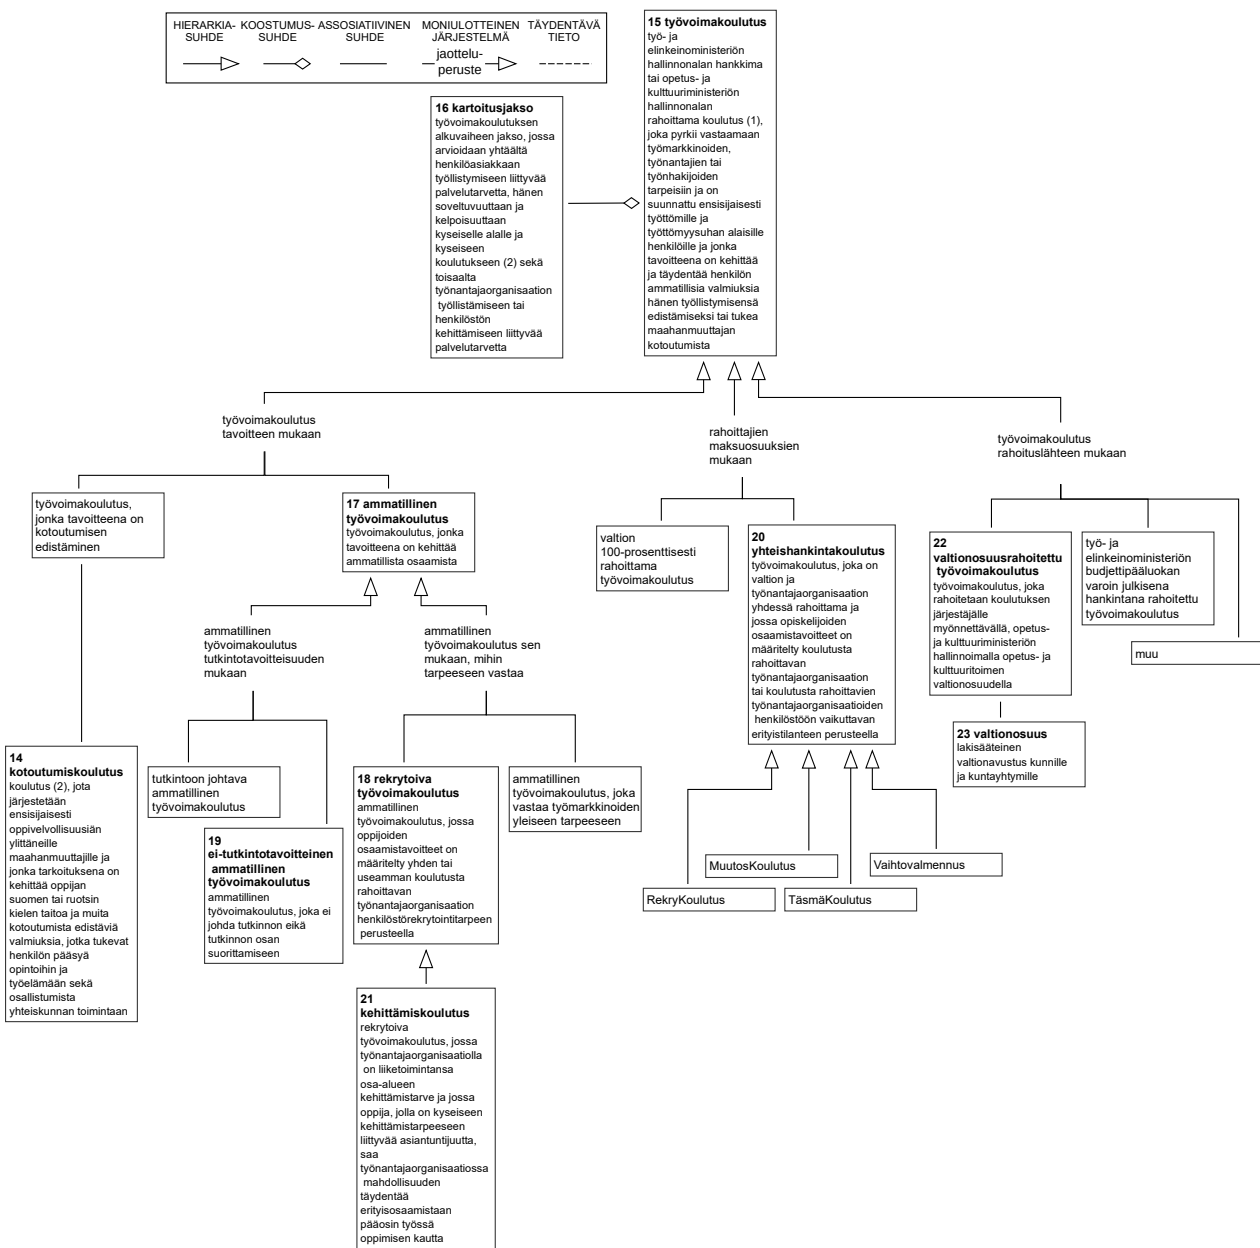 HIERARKIA-
SUHDE
KOOSTUMUS-
SUHDE
ASSOSIATIIVINEN
SUHDE
MONIULOTTEINEN
JÄRJESTELMÄ
jaottelu-
peruste
TÄYDENTÄVÄ
TIETO
15 työvoimakoulutus
työ- ja
elinkeinoministeriön
hallinnonalan hankkima
tai opetus- ja
kulttuuriministeriön
hallinnonalan
rahoittama koulutus (1),
joka pyrkii vastaamaan
työmarkkinoiden,
työnantajien tai
työnhakijoiden
tarpeisiin ja on
suunnattu ensisijaisesti
työttömille ja
työttömyysuhan alaisille
henkilöille ja jonka
tavoitteena on kehittää
ja täydentää henkilön
ammatillisia valmiuksia
hänen työllistymisensä
edistämiseksi tai tukea
maahanmuuttajan
kotoutumista
16 kartoitusjakso
työvoimakoulutuksen
alkuvaiheen jakso, jossa
arvioidaan yhtäältä
henkilöasiakkaan
työllistymiseen liittyvää
palvelutarvetta, hänen
soveltuvuuttaan ja
kelpoisuuttaan
kyseiselle alalle ja
kyseiseen
koulutukseen (2) sekä
toisaalta
työnantajaorganisaation
työllistämiseen tai
henkilöstön
kehittämiseen liittyvää
palvelutarvetta
työvoimakoulutus
tavoitteen mukaan
rahoittajien
maksuosuuksien
mukaan
työvoimakoulutus
rahoituslähteen mukaan
työvoimakoulutus,
jonka tavoitteena on
kotoutumisen
edistäminen
17 ammatillinen
työvoimakoulutus
työvoimakoulutus, jonka
tavoitteena on kehittää
ammatillista osaamista
valtion
100-prosenttisesti
rahoittama
työvoimakoulutus
20
yhteishankintakoulutus
työvoimakoulutus, joka on
valtion ja
työnantajaorganisaation
yhdessä rahoittama ja
jossa opiskelijoiden
osaamistavoitteet on
määritelty koulutusta
rahoittavan
työnantajaorganisaation
tai koulutusta rahoittavien
työnantajaorganisaatioiden
henkilöstöön vaikuttavan
erityistilanteen perusteella
22
valtionosuusrahoitettu
työvoimakoulutus
työvoimakoulutus, joka
rahoitetaan koulutuksen
järjestäjälle
myönnettävällä, opetus-
ja kulttuuriministeriön
hallinnoimalla opetus- ja
kulttuuritoimen
valtionosuudella
työ- ja
elinkeinoministeriön
budjettipääluokan
varoin julkisena
hankintana rahoitettu
työvoimakoulutus
muu
23 valtionosuus
lakisääteinen
valtionavustus kunnille
ja kuntayhtymille
ammatillinen
työvoimakoulutus
tutkintotavoitteisuuden
mukaan
ammatillinen
työvoimakoulutus sen
mukaan, mihin
tarpeeseen vastaa
14
kotoutumiskoulutus
koulutus (2), jota
järjestetään
ensisijaisesti
oppivelvollisuusiän
ylittäneille
maahanmuuttajille ja
jonka tarkoituksena on
kehittää oppijan
suomen tai ruotsin
kielen taitoa ja muita
kotoutumista edistäviä
valmiuksia, jotka tukevat
henkilön pääsyä
opintoihin ja
työelämään sekä
osallistumista
yhteiskunnan toimintaan
tutkintoon johtava
ammatillinen
työvoimakoulutus
19
ei-tutkintotavoitteinen
ammatillinen
työvoimakoulutus
ammatillinen
työvoimakoulutus, joka ei
johda tutkinnon eikä
tutkinnon osan
suorittamiseen
18 rekrytoiva
työvoimakoulutus
ammatillinen
työvoimakoulutus, jossa
oppijoiden
osaamistavoitteet on
määritelty yhden tai
useamman koulutusta
rahoittavan
työnantajaorganisaation
henkilöstörekrytointitarpeen
perusteella
ammatillinen
työvoimakoulutus, joka
vastaa työmarkkinoiden
yleiseen tarpeeseen
MuutosKoulutus
Vaihtovalmennus
RekryKoulutus
TäsmäKoulutus
21
kehittämiskoulutus
rekrytoiva
työvoimakoulutus, jossa
työnantajaorganisaatiolla
on liiketoimintansa
osa-alueen
kehittämistarve ja jossa
oppija, jolla on kyseiseen
kehittämistarpeeseen
liittyvää asiantuntijuutta,
saa
työnantajaorganisaatiossa
mahdollisuuden
täydentää
erityisosaamistaan
pääosin työssä
oppimisen kautta